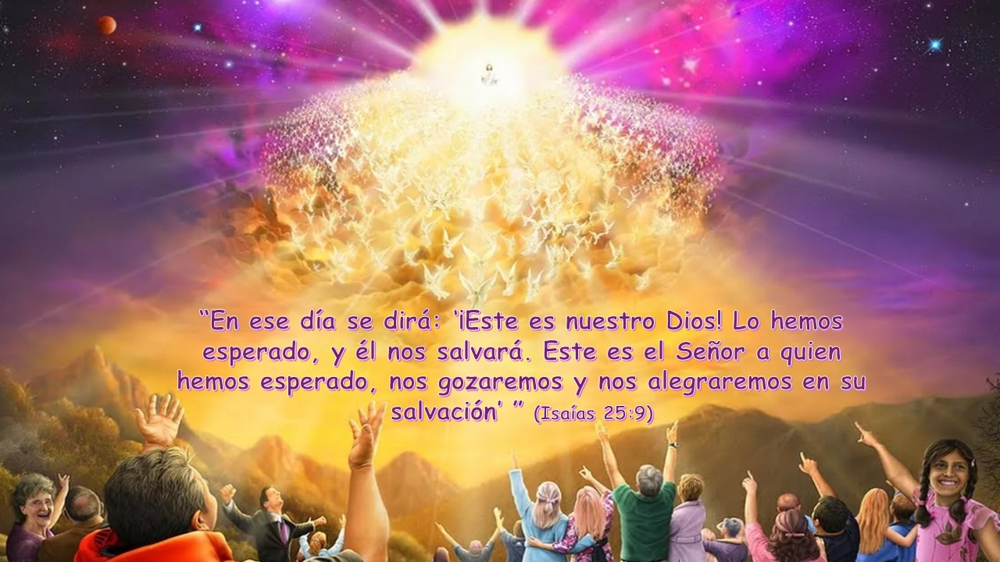 “En ese día se dirá: ‘¡Este es nuestro Dios! Lo hemos
esperado, y él nos salvará. Este es el Señor a quien
hemos esperado, nos gozaremos y nos alegraremos en su
salvación’ ” (Isaías 25:9)